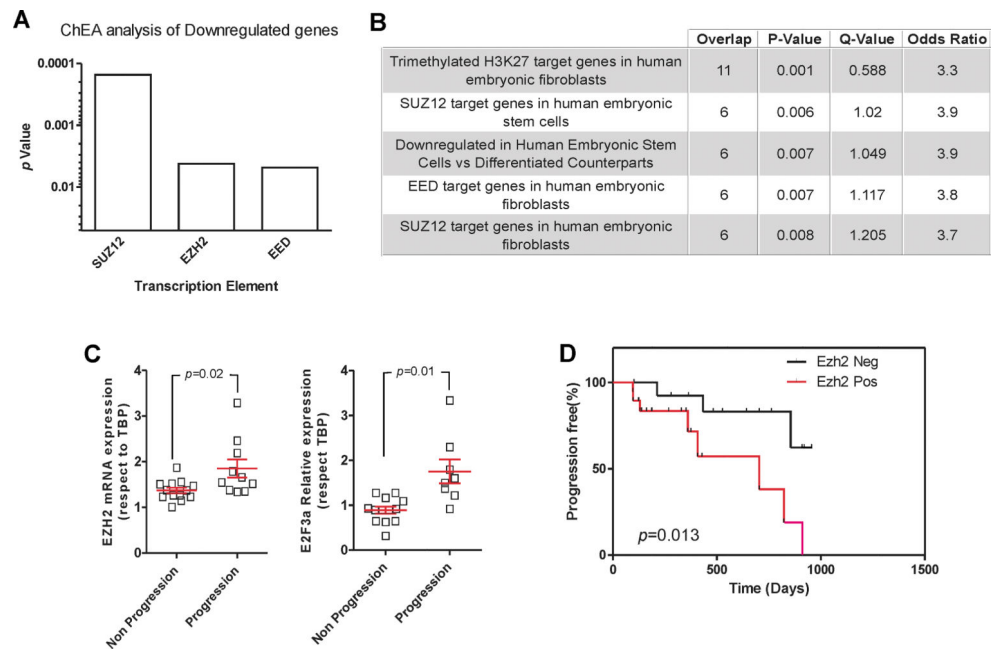 A
ChEA analysis of Downregulated genes
0.0001
0.001
0.01
p Value
SUZ12
EZH2
EED
Transcription Element
B
Overlap P-Value Q-Value Odds Ratio
Trimethylated H3K27 target genes in human
embryonic fibroblasts
11 0.001 0.588 3.3
SUZ12 target genes in human embryonic
stem cells
6 0.006 1.02 3.9
Downregulated in Human Embryonic Stem
Cells vs Differentiated Counterparts
6 0.007 1.049 3.9
EED target genes in human embryonic
fibroblasts
6 0.007 1.117 3.8
SUZ12 target genes in human embryonic
fibroblasts
6 0.008 1.205 3.7
C
p=0.02
4
3
2
1
0
EZH2 mRNA expression
(respect to TBP)
Non Progression
Progression
p=0.01
4
3
2
1
0
E2F3a Relative expression
(respect TBP)
Non Progression
Progression
D
Ezh2 Neg
Ezh2 Pos
100
50
0
Progression free(%)
p=0.013
0 500 1000 1500
Time (Days)